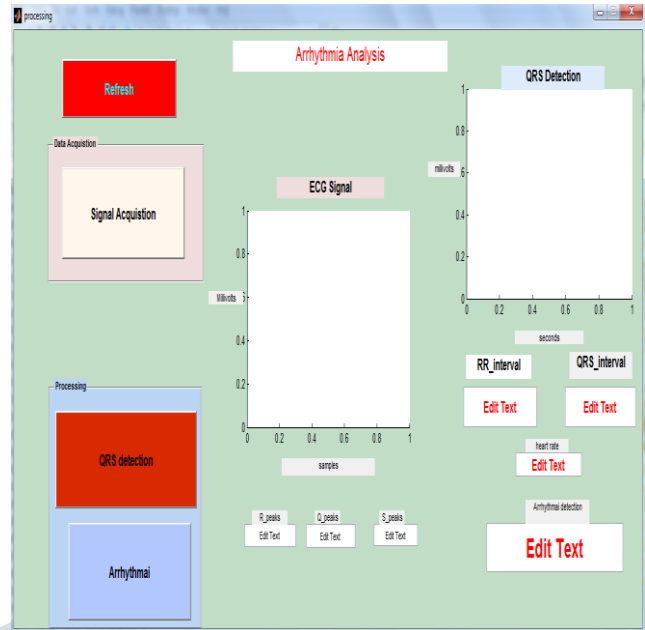 processing
Arrhythmia Analysis
Refresh
QRS Detection
Data Acquistion
Signal Acquistion
ECG Signal
1
0.8
millivolts
6
0.4
0.2
0
0 0.2 0.4 0.6 0.8 1
seconds
1
0.8
Millivolts
0.4
0.2
0
0 0.2 0.4 0.6 0.8 1
samples
RR_interval
QRS_interval
Edit Text
Edit Text
heart rate
Edit Text
Processing
QRS detection
Arrhythmai
R_peaks
Q_peaks
S_peaks
Edit Text
Edit Text
Edit Text
Arrhythmai detection
Edit Text